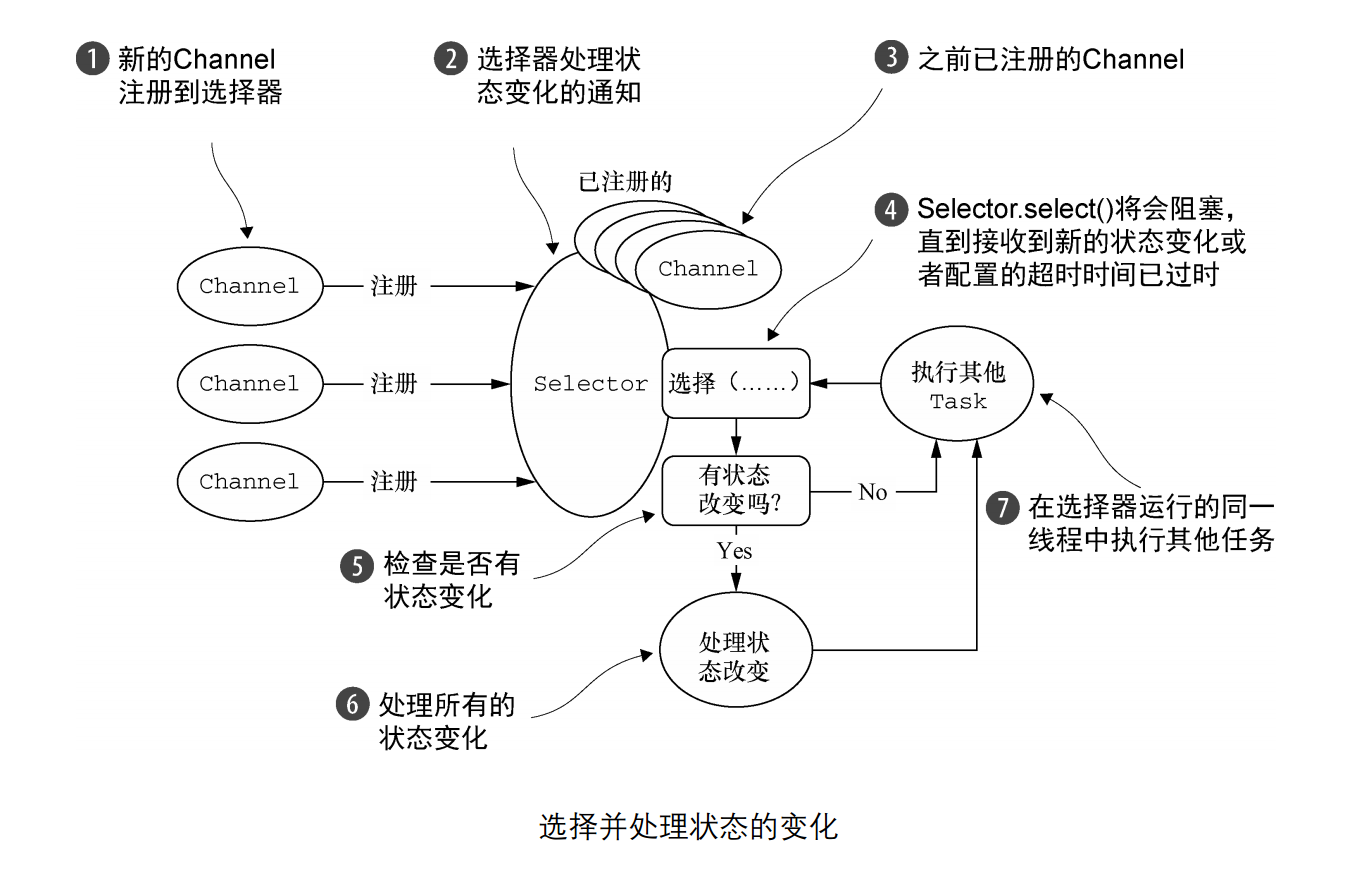 1 新的Channel
注册到选择器
2 选择器处理状
态变化的通知
3 之前已注册的Channel
已注册的
4 Selector.select()将会阻塞，
直到接收到新的状态变化或
者配置的超时时间已过时
Channel
Channel
注册
Channel
注册
Selector
选择（……）
执行其他
Task
Channel
注册
有状态
改变吗？
No
7 在选择器运行的同一
线程中执行其他任务
Yes
5 检查是否有
状态变化
处理状
态改变
6 处理所有的
状态变化
选择并处理状态的变化